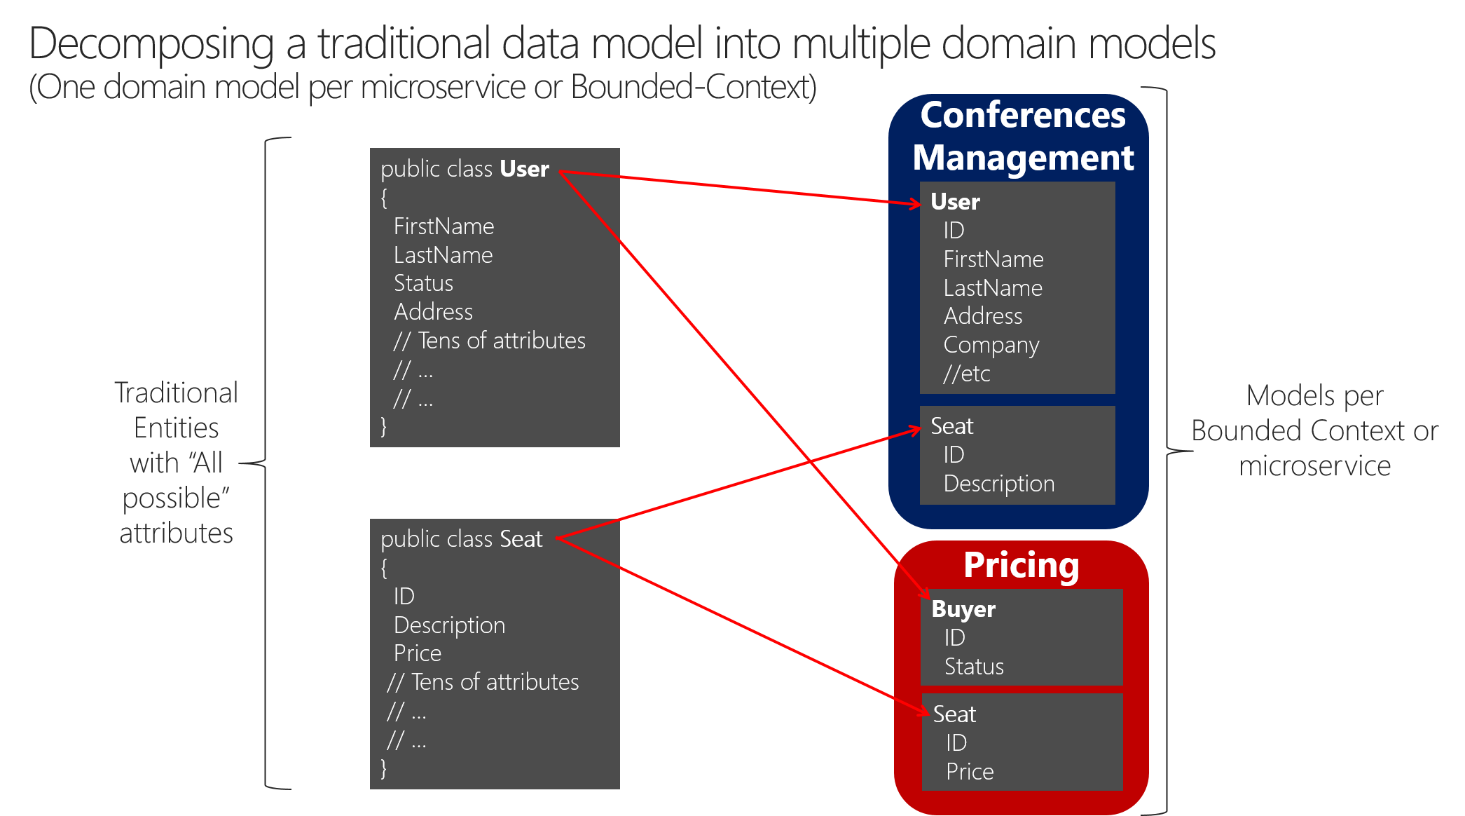 Decomposing a traditional data model into multiple domain models
(One domain model per microservice or Bounded-Context)
Traditional
Entities
with “All
possible”
attributes
public class User
{
FirstName
LastName
Status
Address
// Tens of attributes
// ...
// ...
}
public class Seat
{
ID
Description
Price
// Tens of attributes
// ...
// ...
}
Conferences
Management
User
ID
FirstName
LastName
Address
Company
//etc
Seat
ID
Description
Pricing
Buyer
ID
Status
Seat
ID
Price
Models per
Bounded Context or
microservice